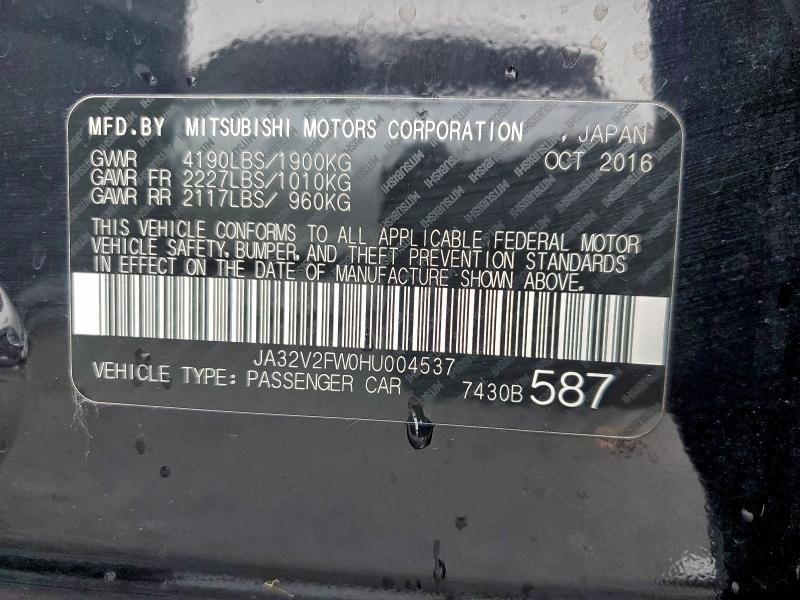 MFD.BY MITSUBISHI MOTORS CORPORATION , JAPAN
GVWR 4190LBS/1900KG OCT 2016
GAWR FR 2227LBS/1010KG
GAWR RR 2117LBS/ 960KG
THIS VEHICLE CONFORMS TO ALL APPLICABLE FEDERAL MOTOR
VEHICLE SAFETY, BUMPER, AND THEFT PREVENTION STANDARDS
IN EFFECT ON THE DATE OF MANUFACTURE SHOWN ABOVE.
JA32V2FW0HU004537
VEHICLE TYPE: PASSENGER CAR 7430B 587